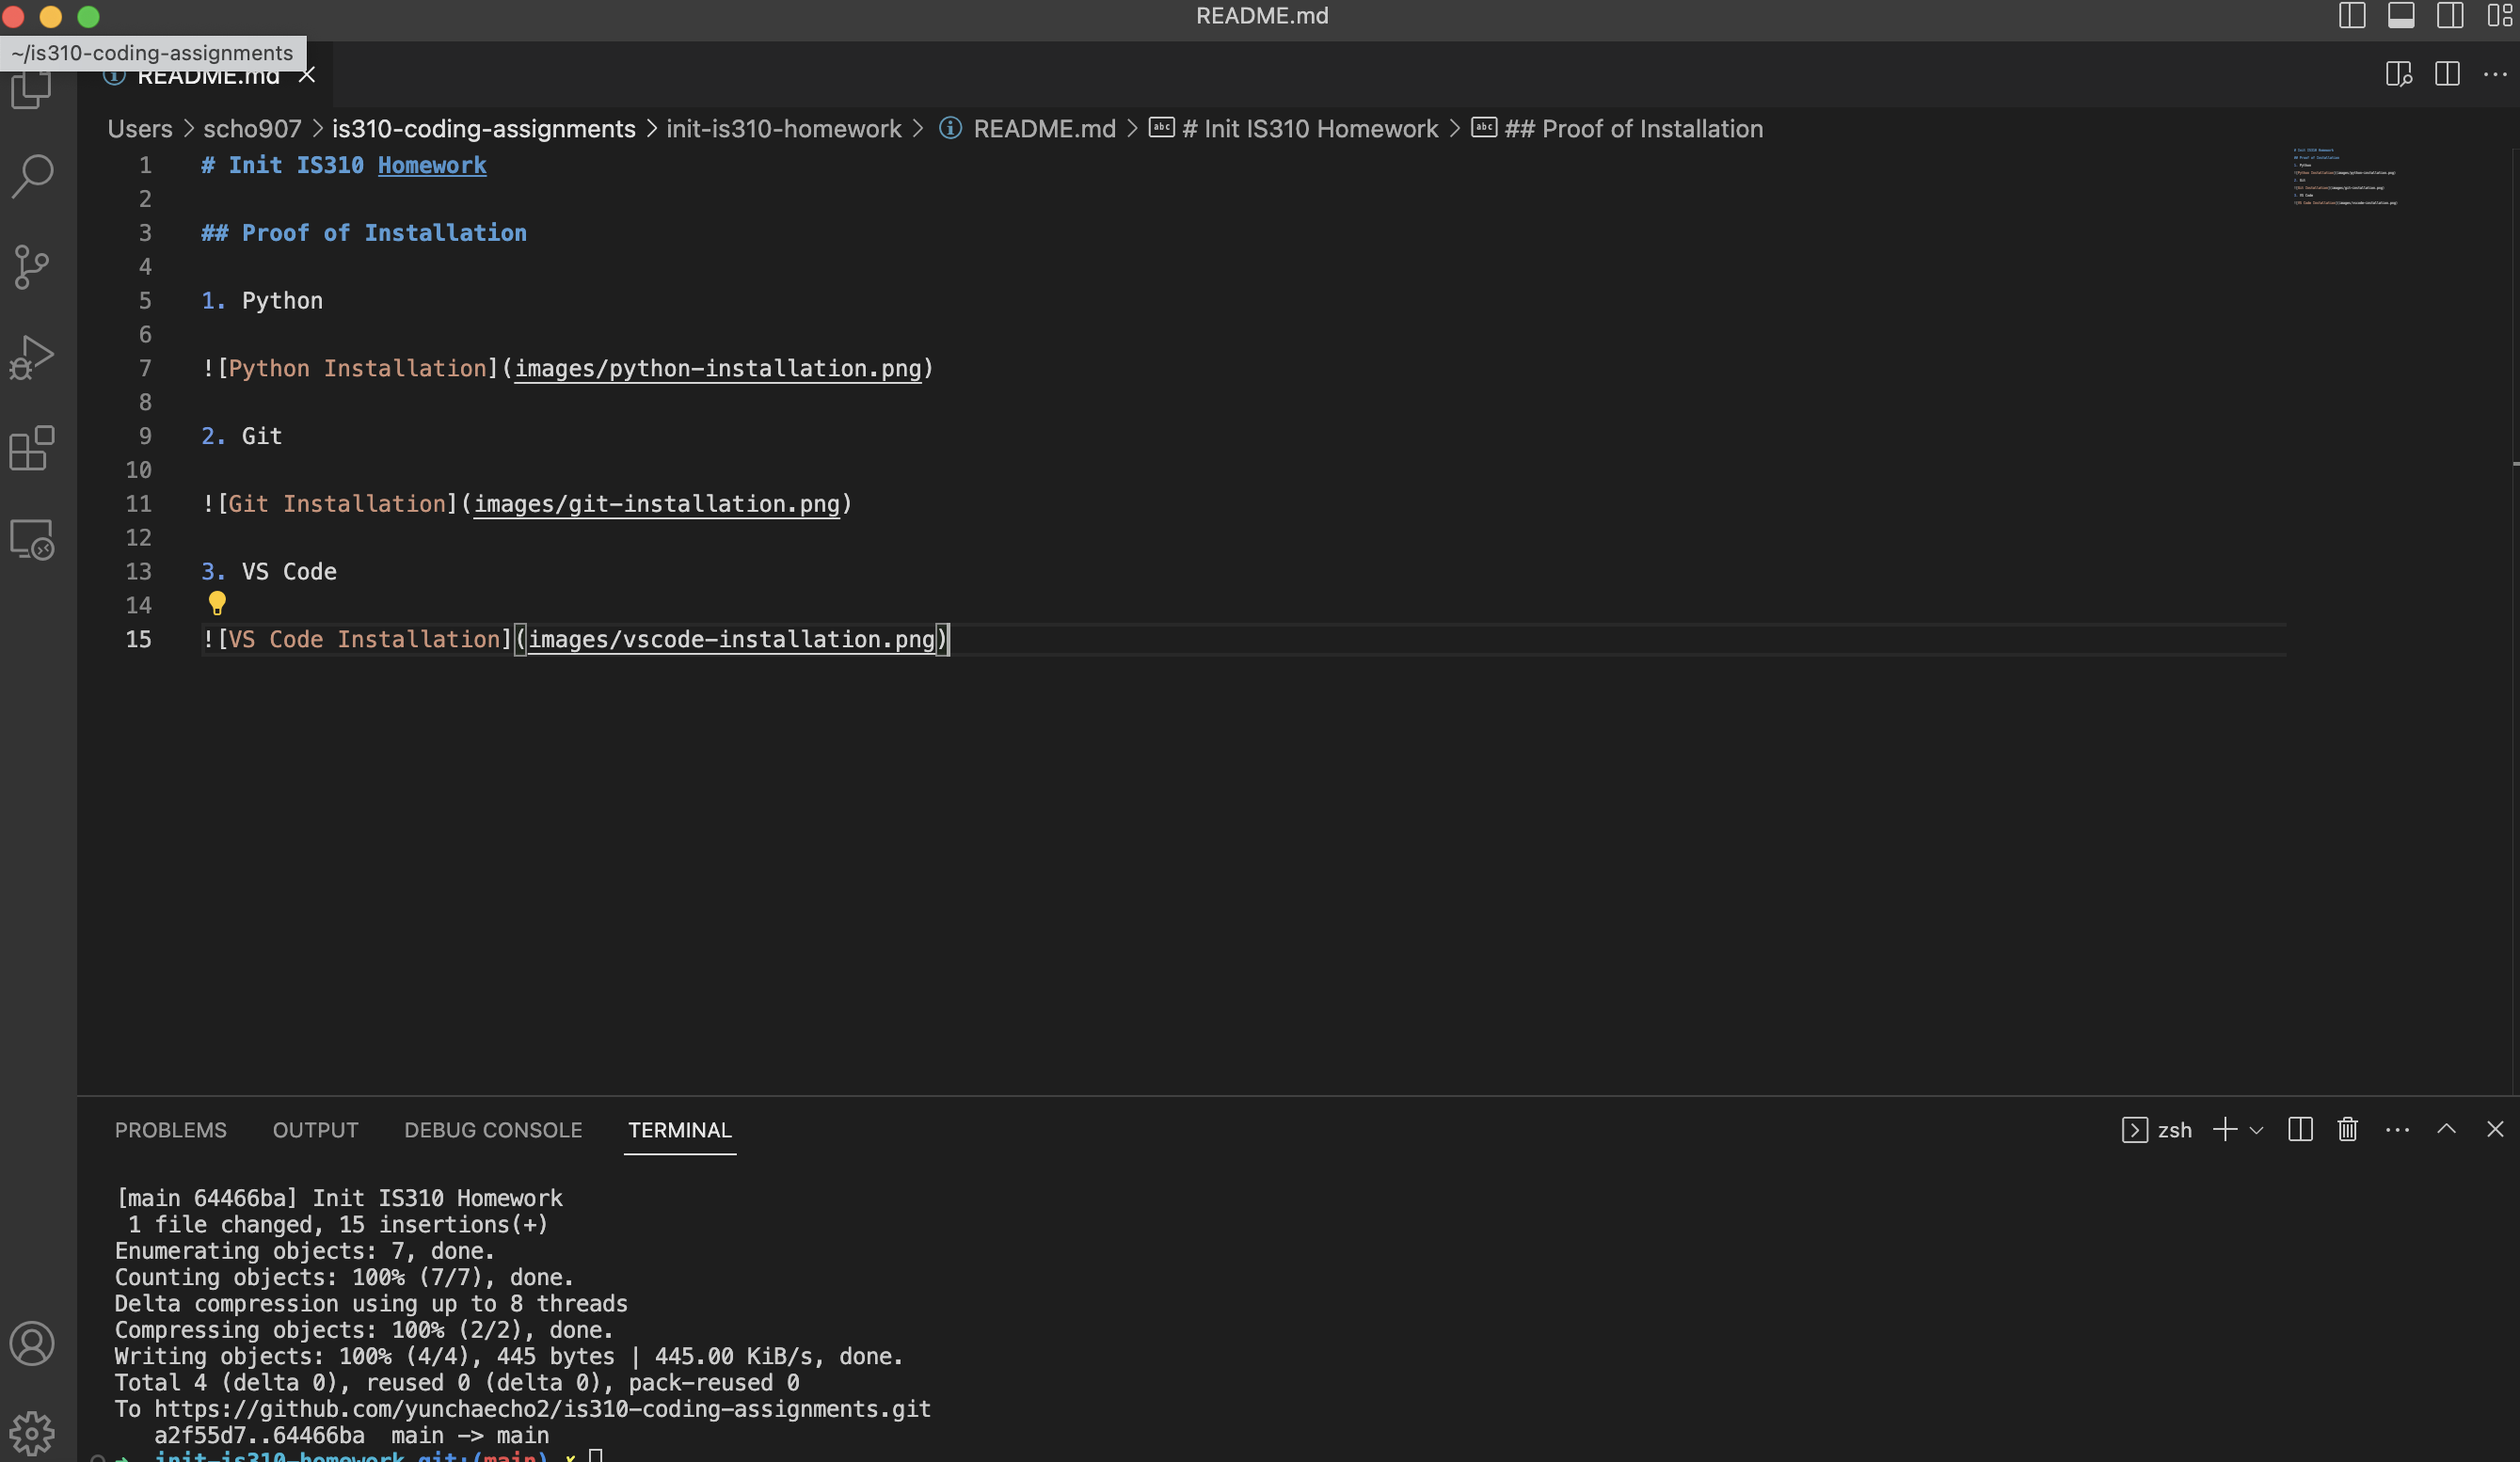 README.md
~/is310-coding-assignments
README.md
Users > scho907 > is310-coding-assignments > init-is310-homework > README.md > # Init IS310 Homework > ## Proof of Installation
1 # Init IS310 Homework
2
3 ## Proof of Installation
4
5 1. Python
6
7 ![Python Installation](images/python-installation.png)
8
9 2. Git
10
11 ![Git Installation](images/git-installation.png)
12
13 3. VS Code
14
15 ![VS Code Installation](images/vscode-installation.png)
PROBLEMS OUTPUT DEBUG CONSOLE TERMINAL zsh
[main 64466ba] Init IS310 Homework
1 file changed, 15 insertions(+)
Enumerating objects: 7, done.
Counting objects: 100% (7/7), done.
Delta compression using up to 8 threads
Compressing objects: 100% (2/2), done.
Writing objects: 100% (4/4), 445 bytes | 445.00 KiB/s, done.
Total 4 (delta 0), reused 0 (delta 0), pack-reused 0
To https://github.com/yunchaecho2/is310-coding-assignments.git
a2f55d7..64466ba main -> main
init-is310-homework git:(main) ✗